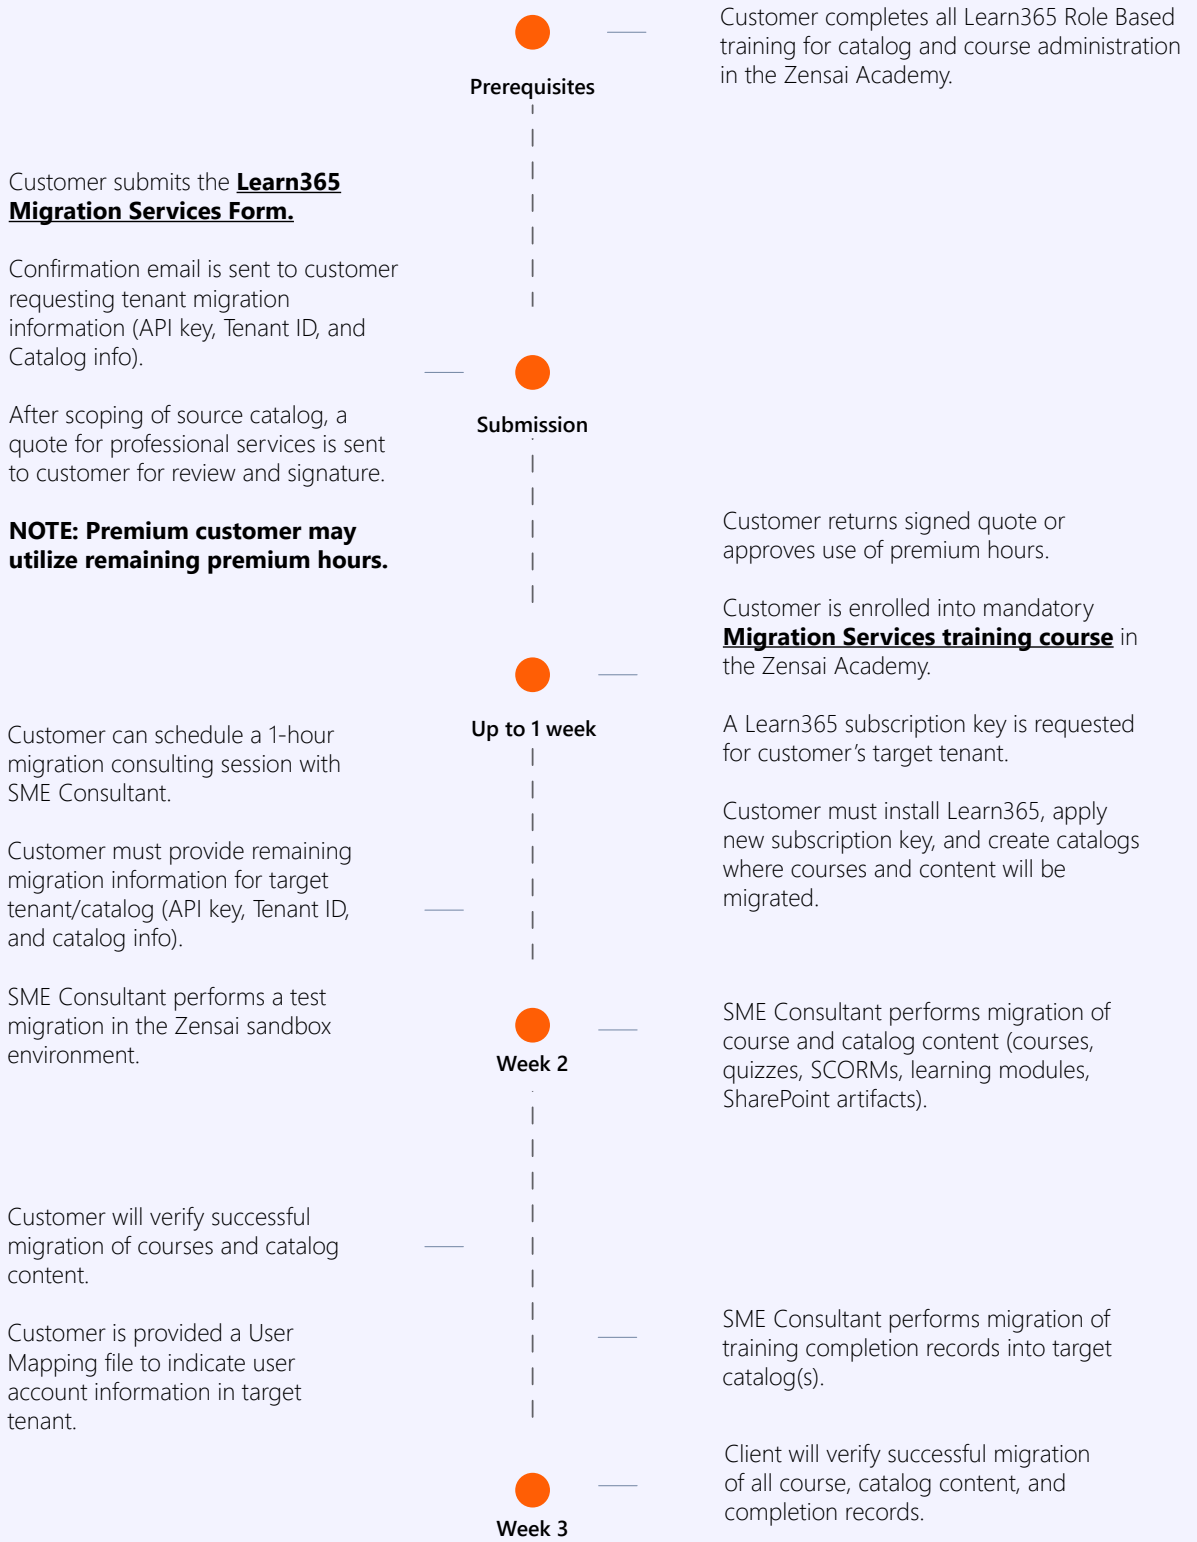 Customer completes all Learn365 Role Based
training for catalog and course administration
in the Zensai Academy.
Prerequisites
Customer submits the Learn365
Migration Services Form.
Confirmation email is sent to customer
requesting tenant migration
information (API key, Tenant ID, and
Catalog info).
After scoping of source catalog, a
quote for professional services is sent
to customer for review and signature.
NOTE: Premium customer may
utilize remaining premium hours.
Submission
Customer returns signed quote or
approves use of premium hours.
Customer is enrolled into mandatory
Migration Services training course in
the Zensai Academy.
A Learn365 subscription key is requested
for customer’s target tenant.
Customer must install Learn365, apply
new subscription key, and create catalogs
where courses and content will be
migrated.
Up to 1 week
Customer can schedule a 1-hour
migration consulting session with
SME Consultant.
Customer must provide remaining
migration information for target
tenant/catalog (API key, Tenant ID,
and catalog info).
SME Consultant performs a test
migration in the Zensai sandbox
environment.
Week 2
SME Consultant performs migration of
course and catalog content (courses,
quizzes, SCORMs, learning modules,
SharePoint artifacts).
Customer will verify successful
migration of courses and catalog
content.
Customer is provided a User
Mapping file to indicate user
account information in target
tenant.
SME Consultant performs migration of
training completion records into target
catalog(s).
Client will verify successful migration
of all course, catalog content, and
completion records.
Week 3